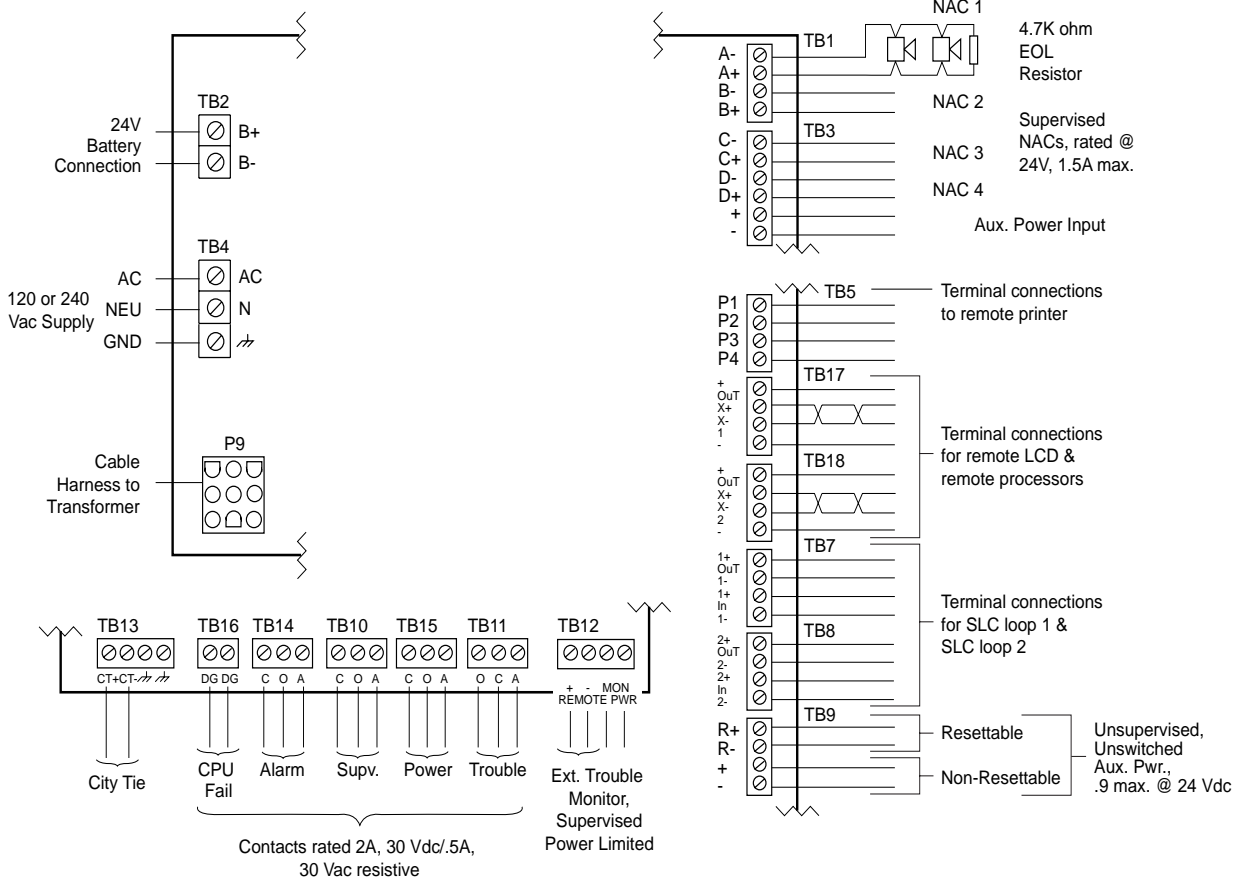 NAC 1
TB1
4.7K ohm
EOL
Resistor
A-
A+
B-
B+
NAC 2
TB3
Supervised
NACs, rated @
24V, 1.5A max.
C-
C+
D-
D+
+
-
NAC 3
NAC 4
Aux. Power Input
TB2
24V
Battery
Connection
B+
B-
TB4
120 or 240
Vac Supply
AC
NEU
GND
AC
N
P9
Cable
Harness to
Transformer
TB5
Terminal connections
to remote printer
P1
P2
P3
P4
TB17
+
OuT
X+
X-
1
-
TB18
+
OuT
X+
X-
2
-
Terminal connections
for remote LCD &
remote processors
TB7
1+
OuT
1-
1+
In
1-
TB8
2+
OuT
2-
2+
In
2-
Terminal connections
for SLC loop 1 &
SLC loop 2
TB9
R+
R-
+
-
Resettable
Non-Resettable
Unsupervised,
Unswitched
Aux. Pwr.,
.9 max. @ 24 Vdc
TB13 TB16 TB14 TB10 TB15 TB11 TB12
CT+CT- DG DG C O A C O A C O A O C A + - MON
REMOTE PWR
City Tie
CPU
Fail
Alarm
Supv.
Power
Trouble
Ext. Trouble
Monitor,
Supervised
Power Limited
Contacts rated 2A, 30 Vdc/.5A,
30 Vac resistive